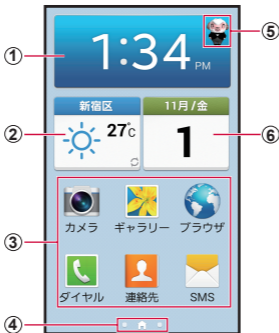 ⑤
① 1:34 PM
新宿区 11月/金
② 27°c 1 ⑥
③
カメラ ギャラリー ブラウザ
ダイヤル 連絡先 SMS
④